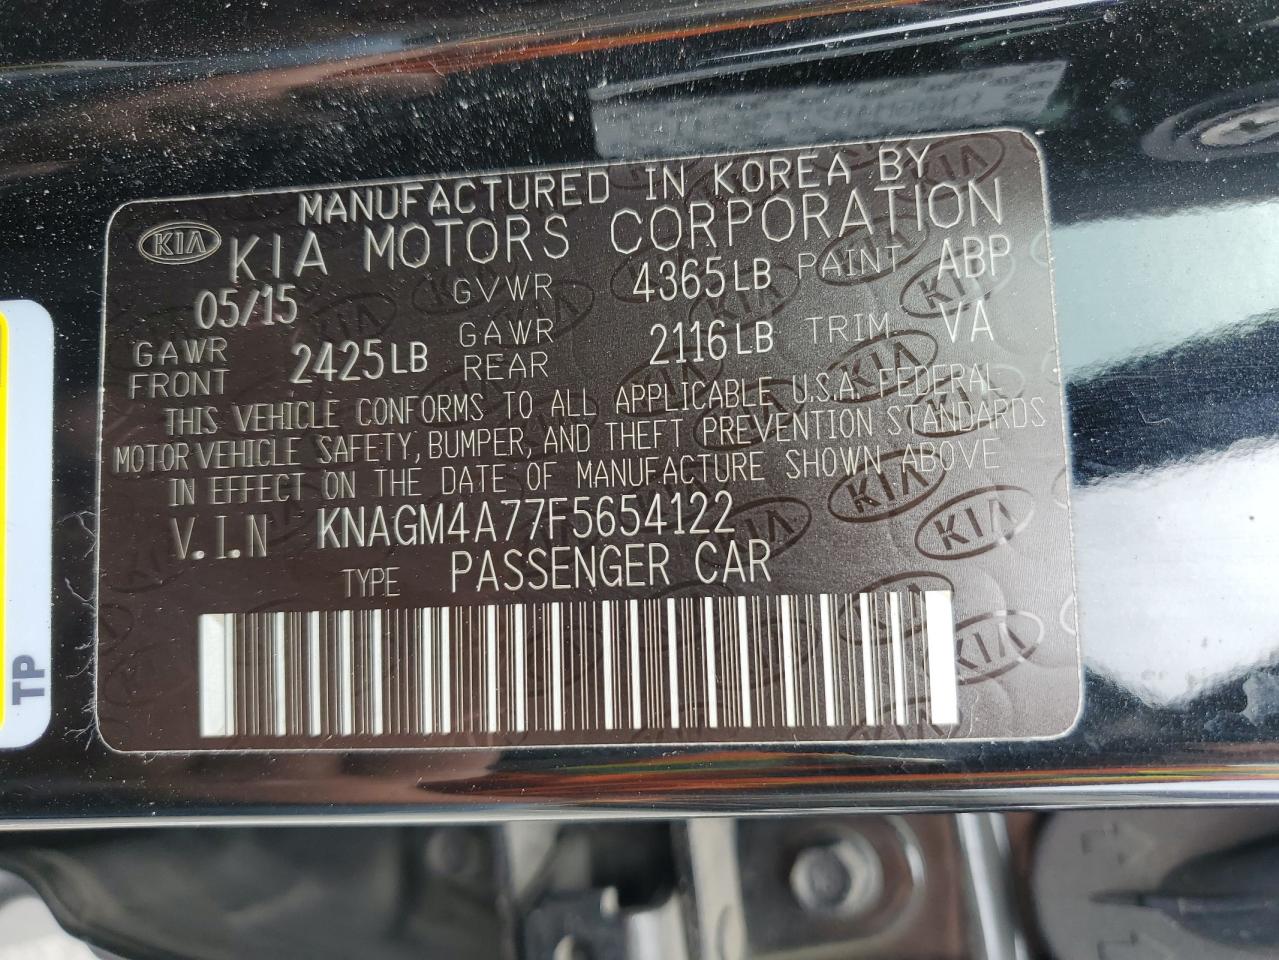 MANUFACTURED IN KOREA BY
KIA KIA MOTORS CORPORATION
05/15 GVWR 4365LB PAINT ABP
GAWR FRONT 2425LB GAWR REAR 2116LB TRIM VA
THIS VEHICLE CONFORMS TO ALL APPLICABLE U.S.A. FEDERAL
MOTOR VEHICLE SAFETY, BUMPER, AND THEFT PREVENTION STANDARDS
IN EFFECT ON THE DATE OF MANUFACTURE SHOWN ABOVE
V.I.N KNAGM4A77F5654122
TYPE PASSENGER CAR
TP